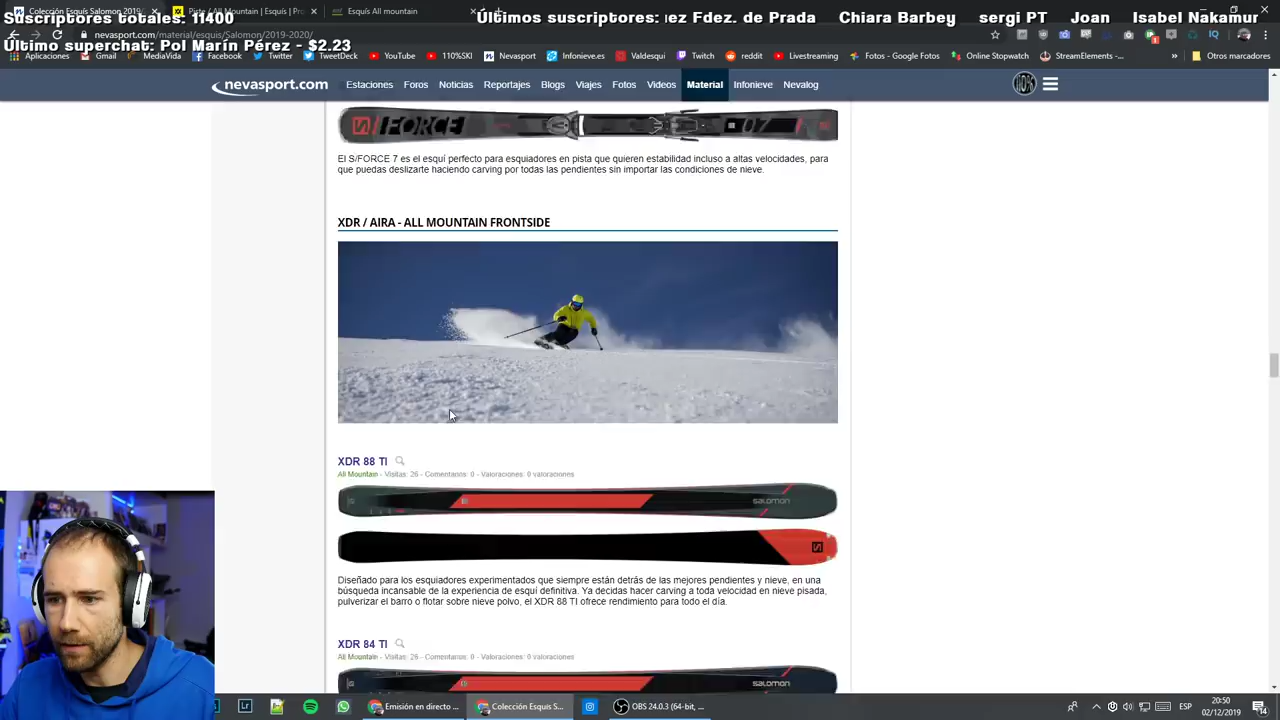 Colección Esquís Salomon 2019/
Piste / All Mountain | Esquís | Pro
Esquís All Mountain
Suscriptores totales: 11400
Últimos suscriptores:
ez Fdez. de Prada
Chiara Barbey
sergi PT
Joan
Isabel Nakamur
nevasport.com/material/esquis/Salomon/2019-2020/
Último superchat: Pol Marín Pérez - $2.23
Aplicaciones
Gmail
MediaVida
Facebook
Twitter
TweetDeck
YouTube
110%SKI
Nevasport
Infonieve.es
Valdesqui
Twitch
reddit
Livestreaming
Fotos - Google Fotos
Online Stopwatch
StreamElements -...
»
Otros marcadores
nevasport.com
Estaciones
Foros
Noticias
Reportajes
Blogs
Viajes
Fotos
Videos
Material
Infonieve
Nevalog
S/FORCE
07
El S/FORCE 7 es el esquí perfecto para esquiadores en pista que quieren estabilidad incluso a altas velocidades, para
que puedas deslizarte haciendo carving por todas las pendientes sin importar las condiciones de nieve.
XDR / AIRA - ALL MOUNTAIN FRONTSIDE
XDR 88 TI
All Mountain - Visitas: 26 - Comentarios: 0 - Valoraciones: 0 valoraciones
salomon
Diseñado para los esquiadores experimentados que siempre están detrás de las mejores pendientes y nieve, en una
búsqueda incansable de la experiencia de esquí definitiva. Ya decidas hacer carving a toda velocidad en nieve pisada,
pulverizar el barro o flotar sobre nieve polvo, el XDR 88 TI ofrece rendimiento para todo el día.
XDR 84 TI
All Mountain - Visitas: 26 - Comentarios: 0 - Valoraciones: 0 valoraciones
salomon
Lr
Emisión en directo ...
Colección Esquís S...
OBS 24.0.3 (64-bit, ...
ESP
20:50
02/12/2019